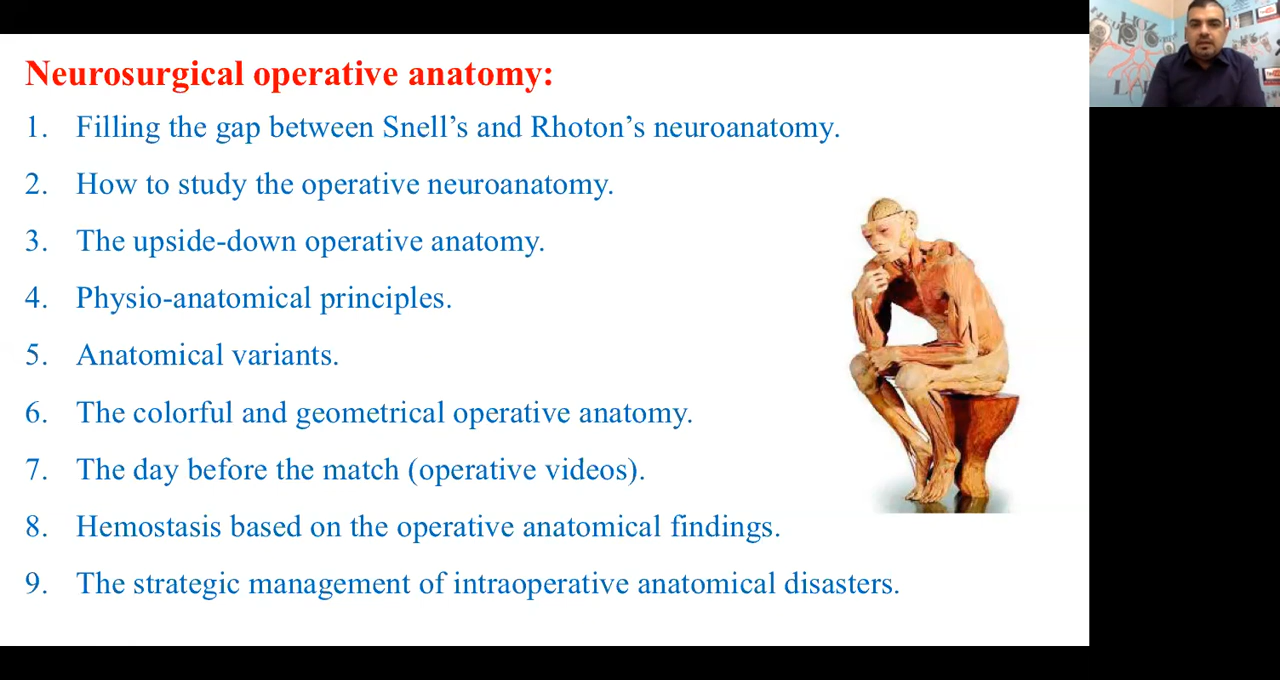 Neurosurgical operative anatomy:
1. Filling the gap between Snell’s and Rhoton’s neuroanatomy.
2. How to study the operative neuroanatomy.
3. The upside-down operative anatomy.
4. Physio-anatomical principles.
5. Anatomical variants.
6. The colorful and geometrical operative anatomy.
7. The day before the match (operative videos).
8. Hemostasis based on the operative anatomical findings.
9. The strategic management of intraoperative anatomical disasters.